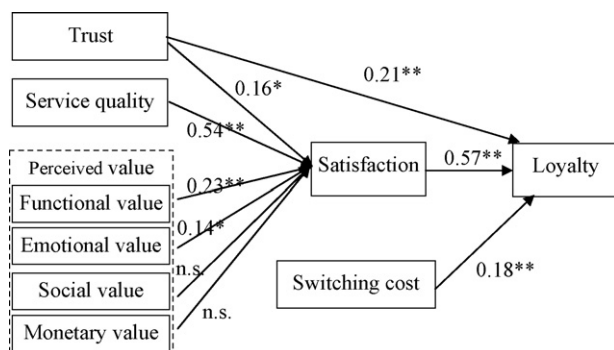 Trust
0.21**
0.16*
Service quality
0.54**
Perceived value
Satisfaction
0.57**
Loyalty
0.23**
Functional value
0.14*
Emotional value
n.s.
Social value
Switching cost
0.18**
n.s.
Monetary value